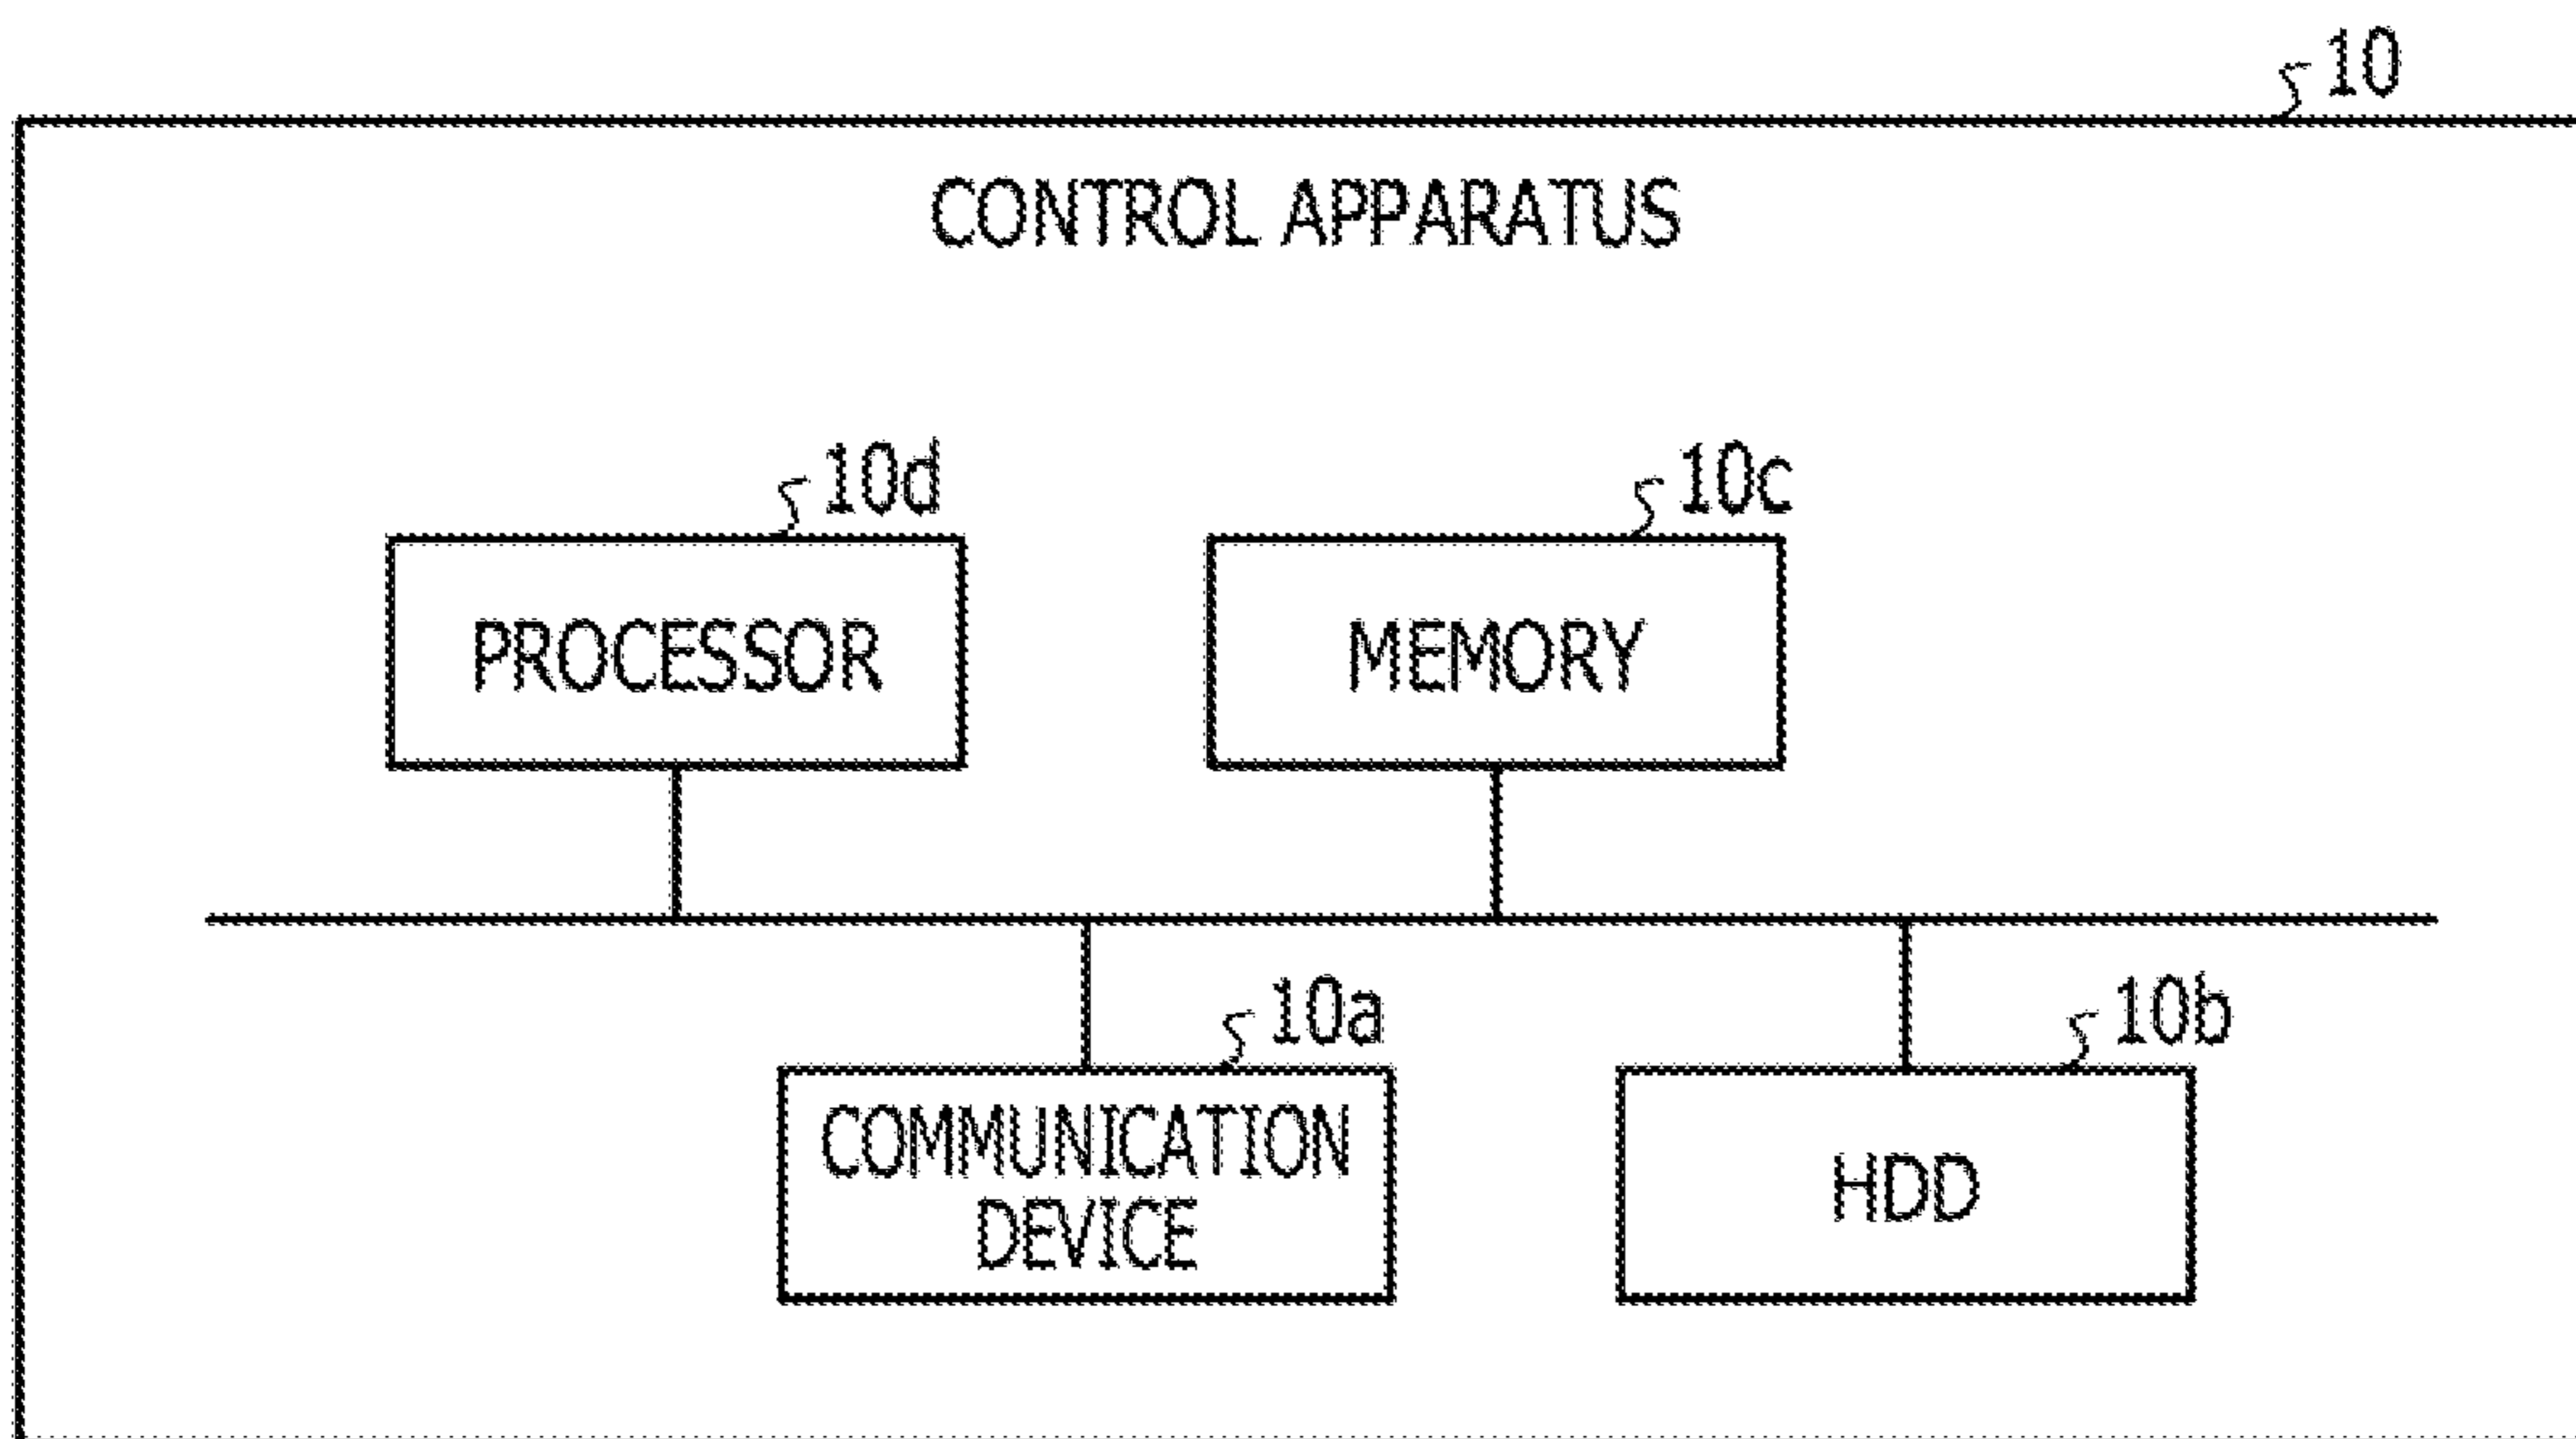 10
CONTROL APPARATUS
10d
10c
PROCESSOR
MEMORY
10a
10b
COMMUNICATION
DEVICE
HDD